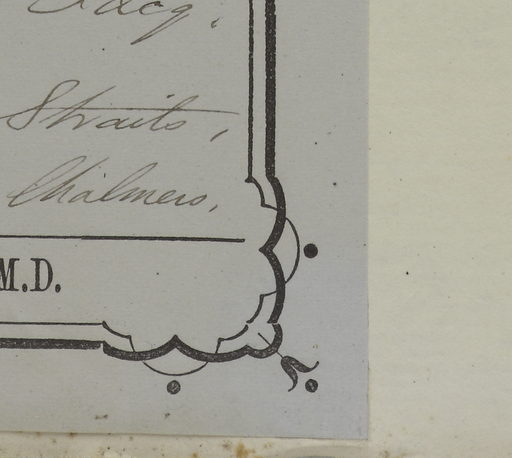 Straits,
Chalmers,
M.D.